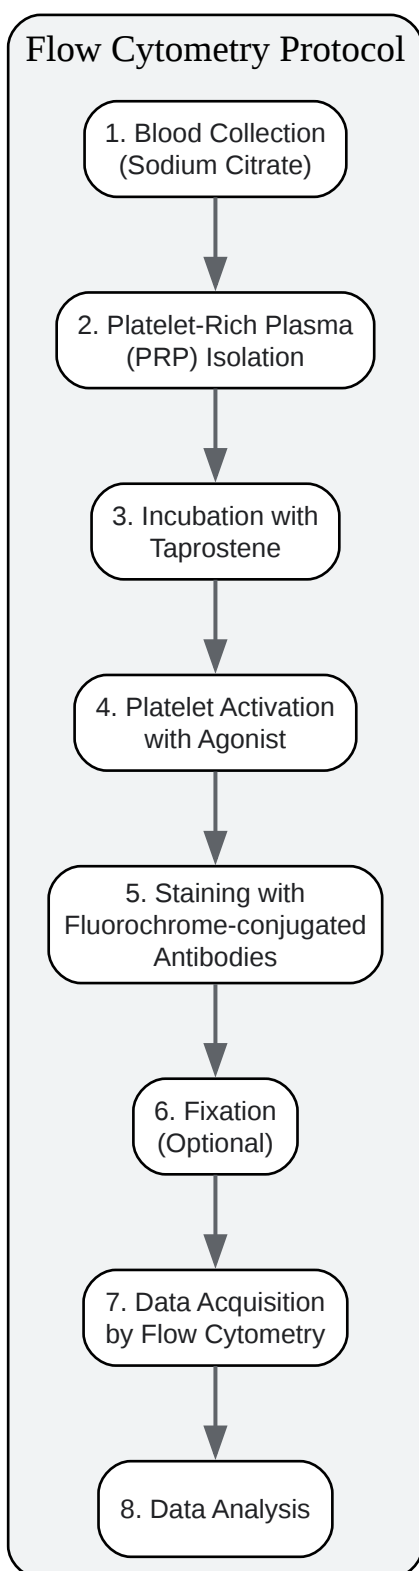 Flow Cytometry Protocol
1. Blood Collection
(Sodium Citrate)
2. Platelet-Rich Plasma
(PRP) Isolation
3. Incubation with
Taprostene
4. Platelet Activation
with Agonist
5. Staining with
Fluorochrome-conjugated
Antibodies
6. Fixation
(Optional)
7. Data Acquisition
by Flow Cytometry
8. Data Analysis